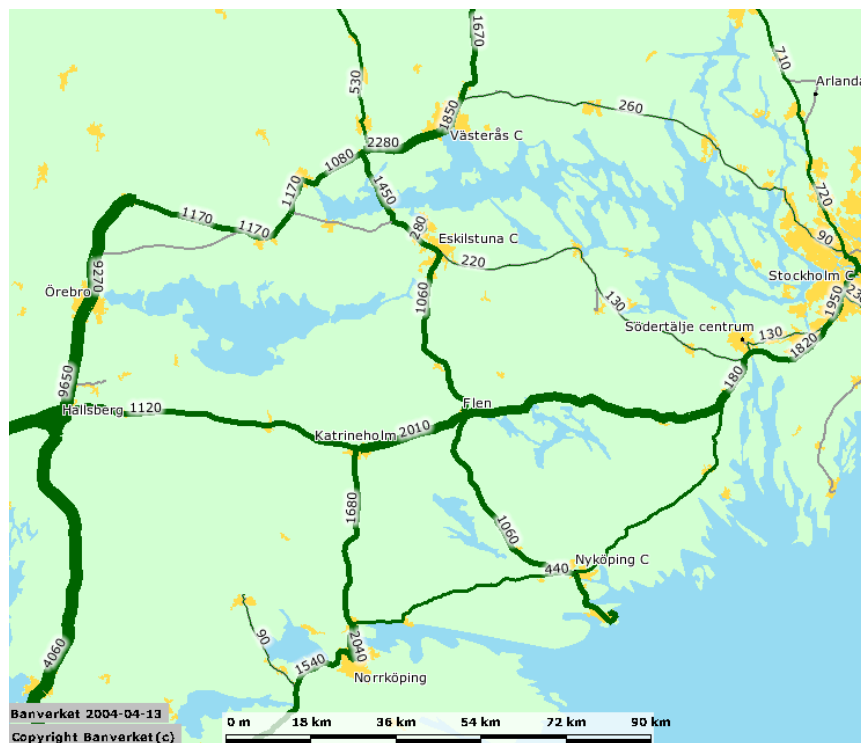 1670
710
530
Arlanda
260
1850
Västerås C
2280
1080
1450
1170
720
1170
1170
280
90
Eskilstuna C
9270
220
Stockholm C
Örebro
1060
130
1950
Södertälje centrum
130
1820
9650
180
Hallsberg
1120
Flen
Katrineholm
2010
1680
1060
Nyköping C
440
90
2040
4060
1540
Norrköping
Banverket 2004-04-13
0 m 18 km 36 km 54 km 72 km 90 km
Copyright Banverket(c)